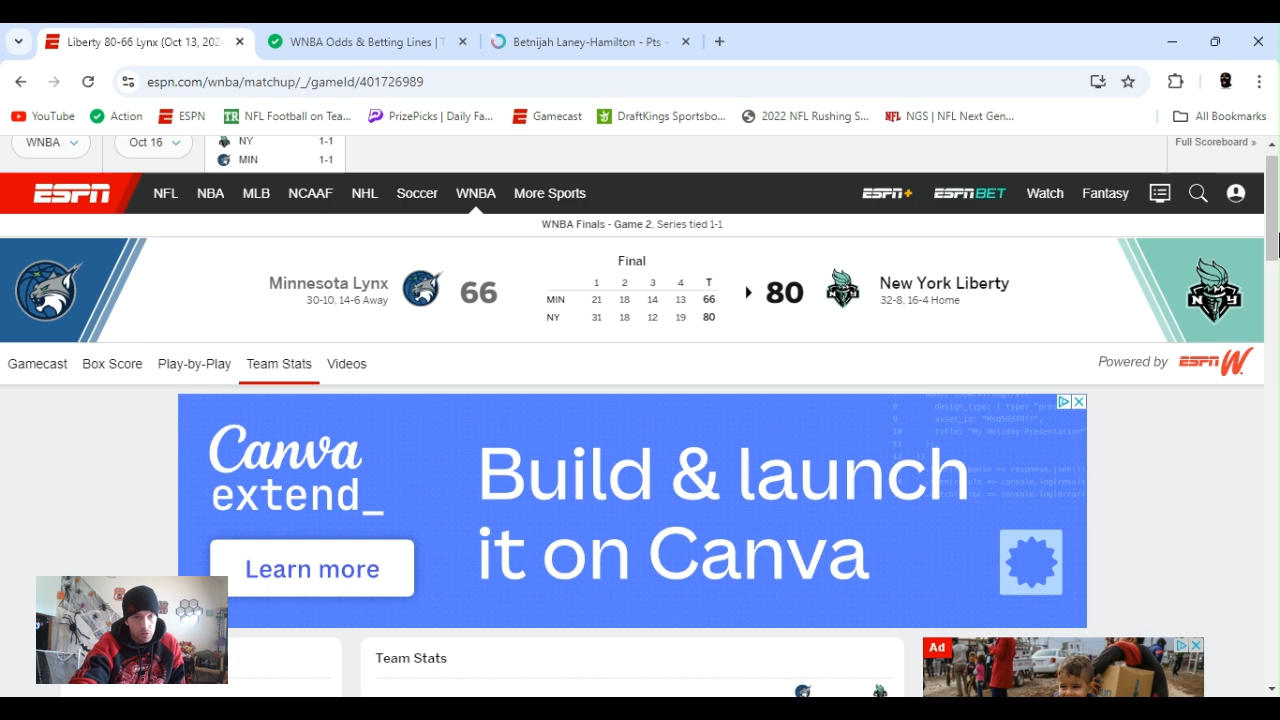 Liberty 80-66 Lynx (Oct 13, 202
WNBA Odds & Betting Lines | T
Betnijah Laney-Hamilton - Pts -
espn.com/wnba/matchup/_/gameId/401726989
YouTube
Action
ESPN
NFL Football on Tea...
PrizePicks | Daily Fa...
Gamecast
DraftKings Sportsbo...
2022 NFL Rushing S...
NGS | NFL Next Gen...
All Bookmarks
WNBA
Oct 16
NY 1-1
MIN 1-1
Full Scoreboard »
ESPN NFL NBA MLB NCAAF NHL Soccer WNBA More Sports
ESPN+ ESPN BET Watch Fantasy
WNBA Finals - Game 2, Series tied 1-1
Minnesota Lynx
30-10, 14-6 Away
66
Final
1 2 3 4 T
MIN 21 18 14 13 66
NY 31 18 12 19 80
80
New York Liberty
32-8, 16-4 Home
Gamecast Box Score Play-by-Play Team Stats Videos
Powered by ESPN W
Canva
extend_
Learn more
Build & launch
it on Canva
Team Stats
Ad